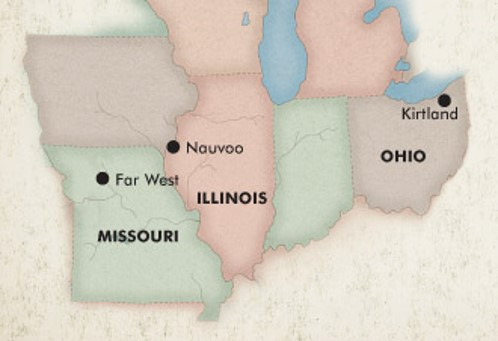 Kirtland
OHIO
Nauvoo
Far West
ILLINOIS
MISSOURI